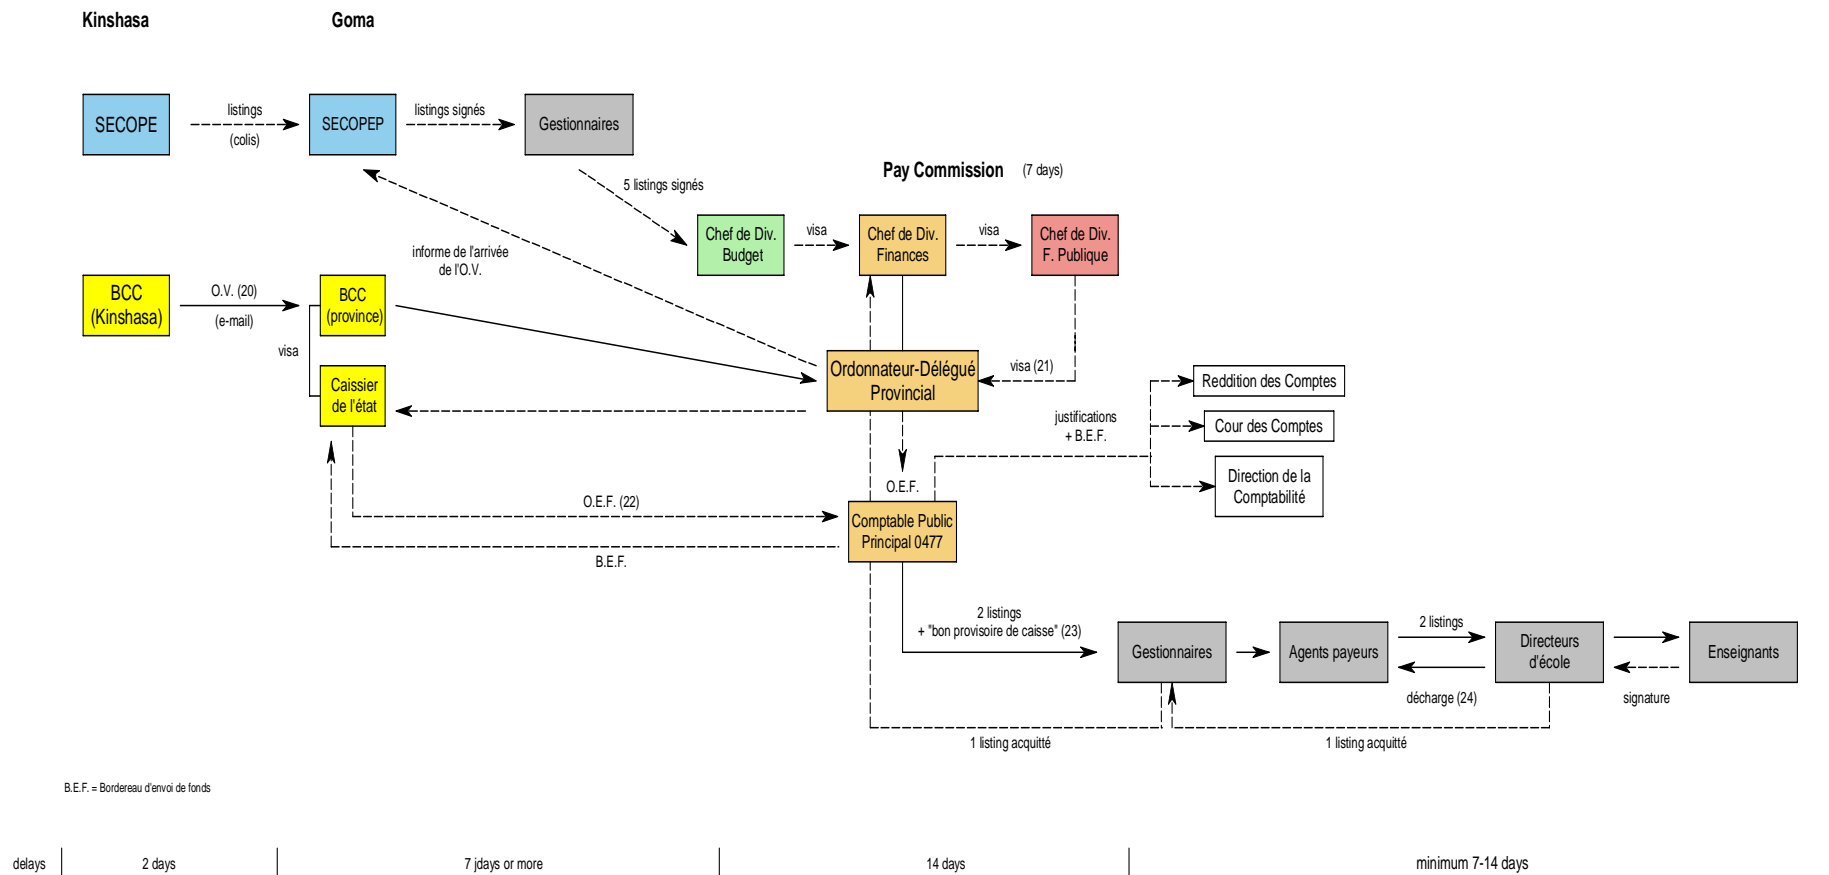 Kinshasa
Goma
SECOPE
listings
(colis)
SECOPEP
listings signés
Gestionnaires
5 listings signés
Pay Commission (7 days)
Chef de Div.
Budget
visa
Chef de Div.
Finances
visa
Chef de Div.
F. Publique
informe de l'arrivée
de l'O.V.
BCC
(Kinshasa)
O.V. (20)
(e-mail)
BCC
(province)
visa
Caissier
de l'état
Ordonnateur-Délégué
Provincial
visa (21)
justifications
+ B.E.F.
Reddition des Comptes
Cour des Comptes
Direction de la
Comptabilité
O.E.F.
O.E.F. (22)
Comptable Public
Principal 0477
B.E.F.
2 listings
+ "bon provisoire de caisse" (23)
Gestionnaires
Agents payeurs
2 listings
décharge (24)
Directeurs
d'école
signature
Enseignants
1 listing acquitté
1 listing acquitté
B.E.F. = Bordereau d'envoi de fonds
delays
2 days
7 jdays or more
14 days
minimum 7-14 days